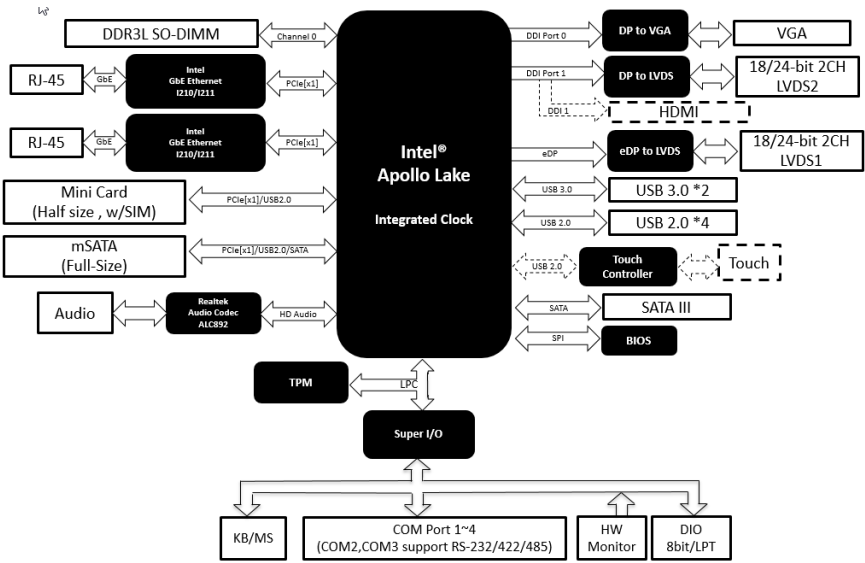 DDR3L SO-DIMM
Channel 0
RJ-45
GbE
Intel
GbE Ethernet
I210/I211
PCIe[x1]
RJ-45
GbE
Intel
GbE Ethernet
I210/I211
PCIe[x1]
Mini Card
(Half size , w/SIM)
PCIe[x1]/USB2.0
mSATA
(Full-Size)
PCIe[x1]/USB2.0/SATA
Audio
Realtek
Audio Codec
ALC892
HD Audio
Intel®
Apollo Lake
Integrated Clock
DDI Port 0
DP to VGA
VGA
DDI Port 1
DP to LVDS
18/24-bit 2CH
LVDS2
DDI 1
HDMI
eDP
eDP to LVDS
18/24-bit 2CH
LVDS1
USB 3.0
USB 3.0 *2
USB 2.0
USB 2.0 *4
USB 2.0
Touch
Controller
Touch
SATA
SATA III
SPI
BIOS
TPM
LPC
Super I/O
KB/MS
COM Port 1~4
(COM2,COM3 support RS-232/422/485)
HW
Monitor
DIO
8bit/LPT